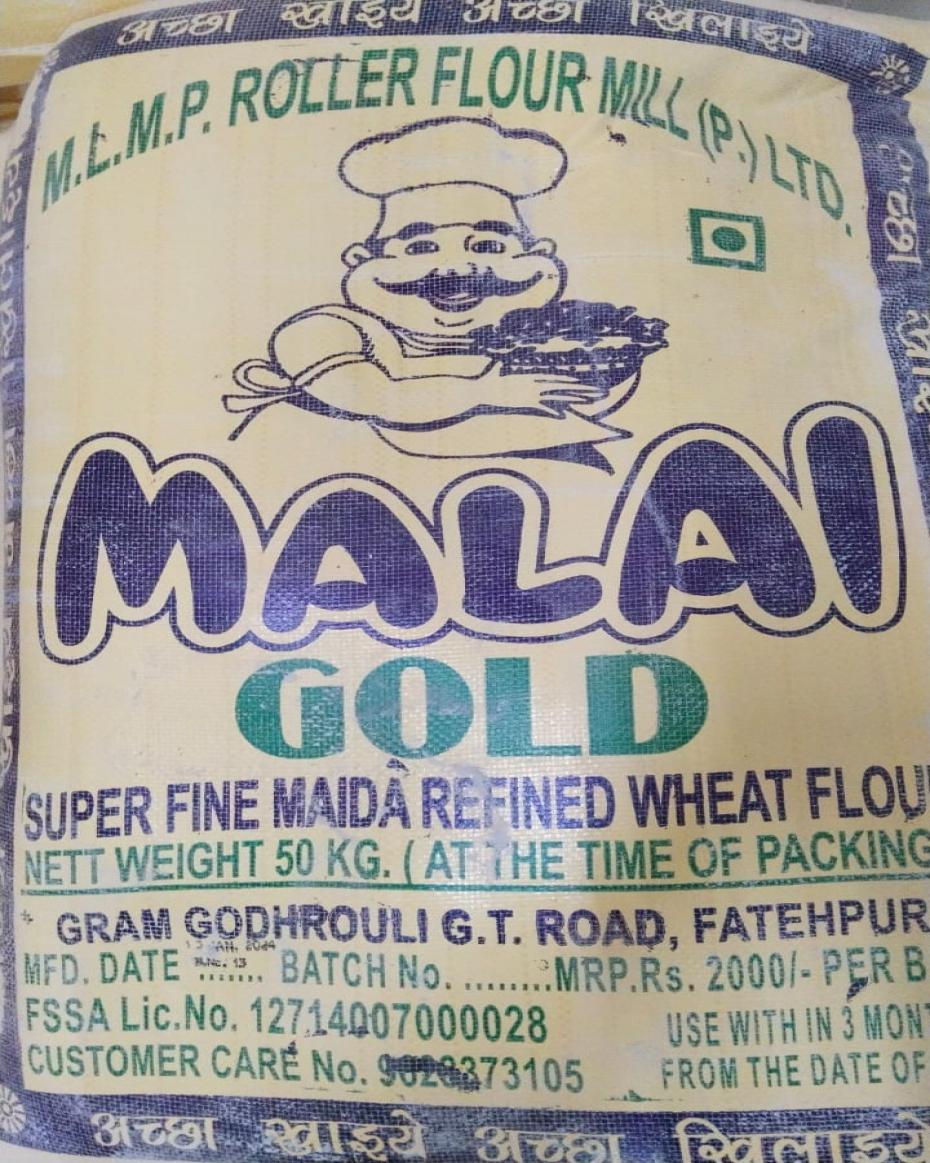 अच्छा खाइये अच्छा खिलाइये
M.L.M.P. ROLLER FLOUR MILL (P.) LTD.
MALAI
GOLD
SUPER FINE MAIDA REFINED WHEAT FLOU
NETT WEIGHT 50 KG. ( AT THE TIME OF PACKING
GRAM GODHROULI G.T. ROAD, FATEHPUR
MFD. DATE ....... BATCH No. .........MRP.Rs. 2000/- PER B
FSSA Lic.No. 12714007000028
USE WITH IN 3 MON
CUSTOMER CARE No.
FROM THE DATE OF
अच्छा खाइये अच्छा खिलाइये